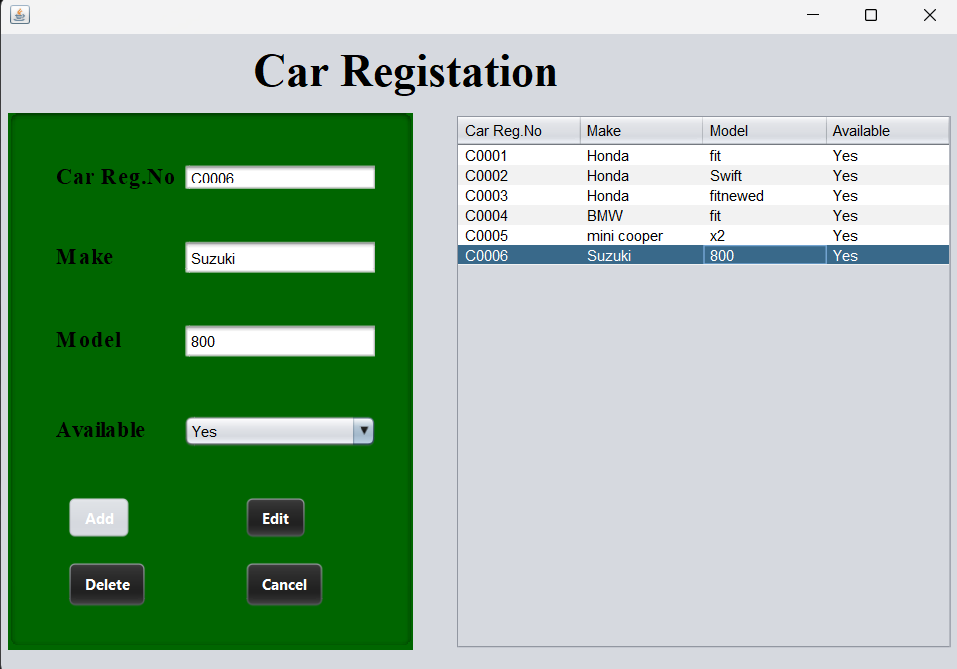 Car Registation
Car Reg.No C0006
Make Suzuki
Model 800
Available Yes
Add Edit
Delete Cancel
Car Reg.No Make Model Available
C0001 Honda fit Yes
C0002 Honda Swift Yes
C0003 Honda fitnewed Yes
C0004 BMW fit Yes
C0005 mini cooper x2 Yes
C0006 Suzuki 800 Yes